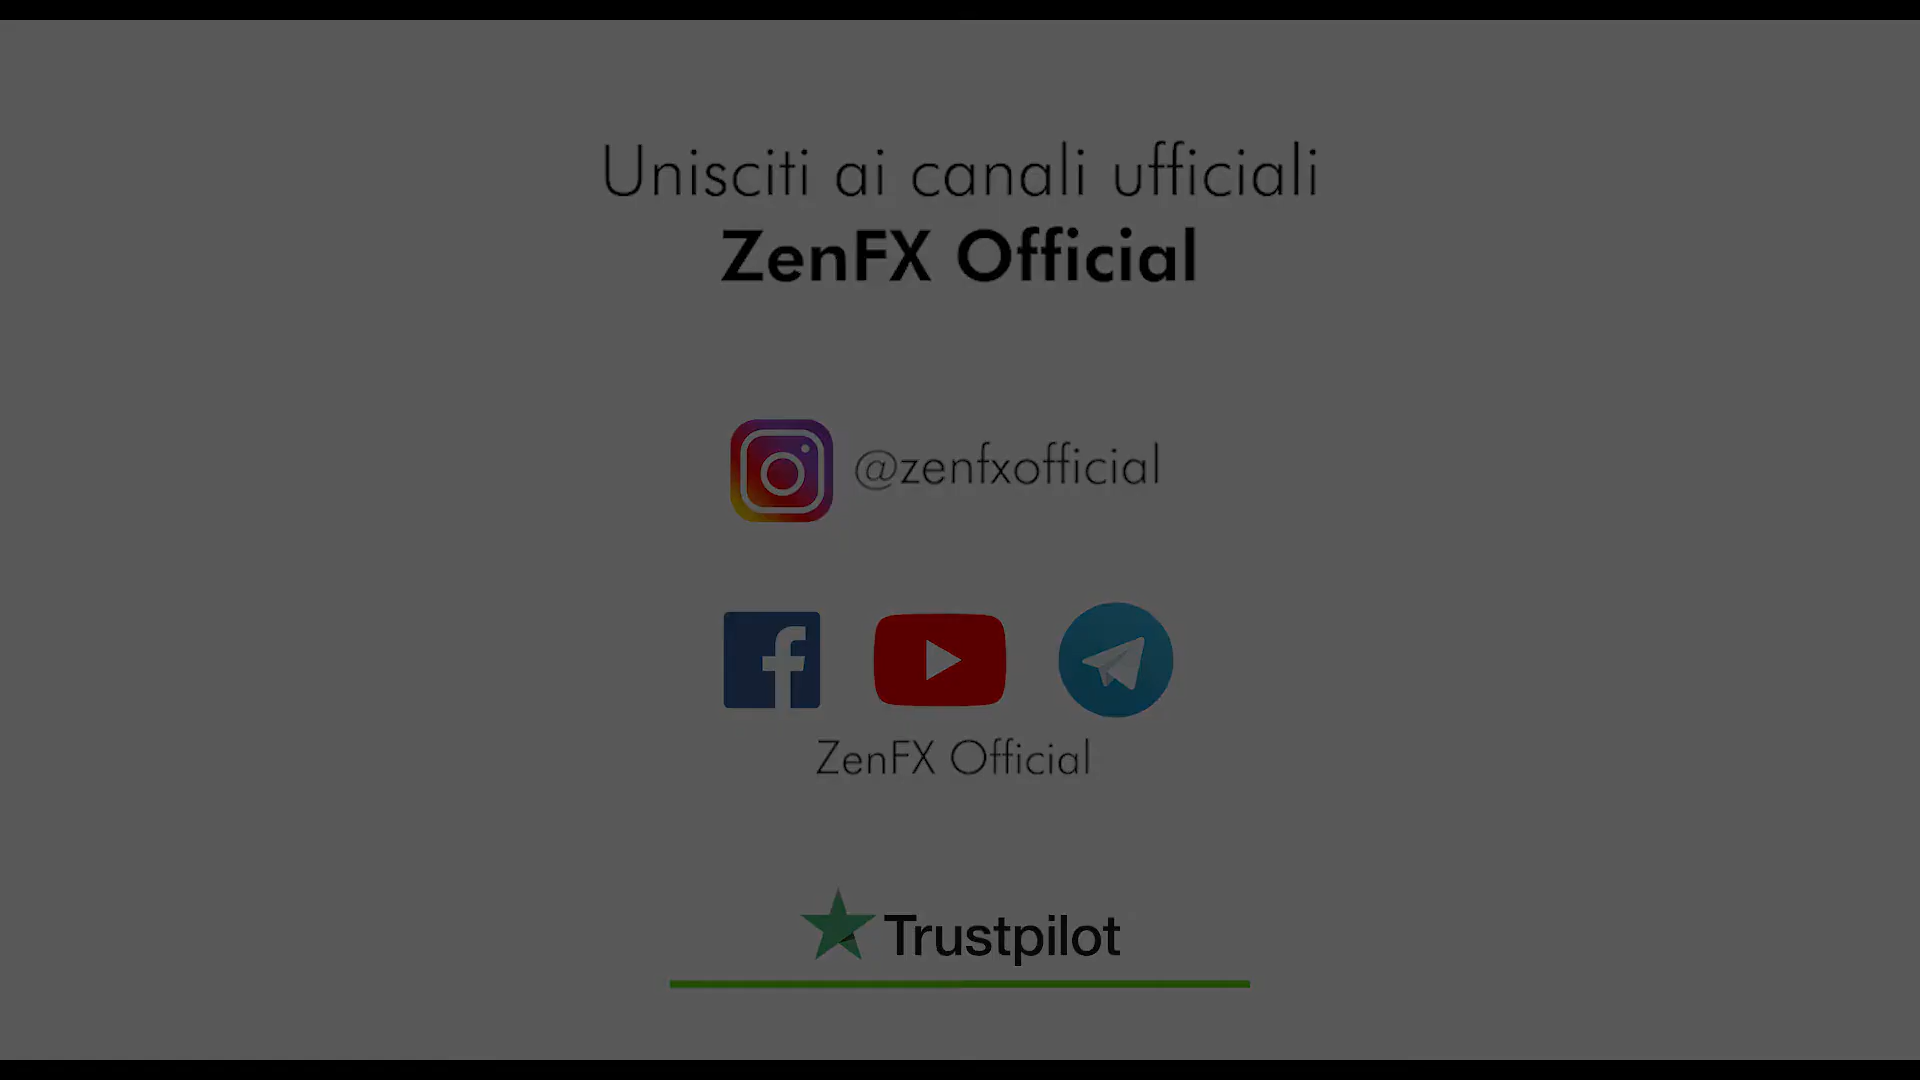 Unisciti ai canali ufficiali
ZenFX Official
@zenfxofficial
ZenFX Official
Trustpilot